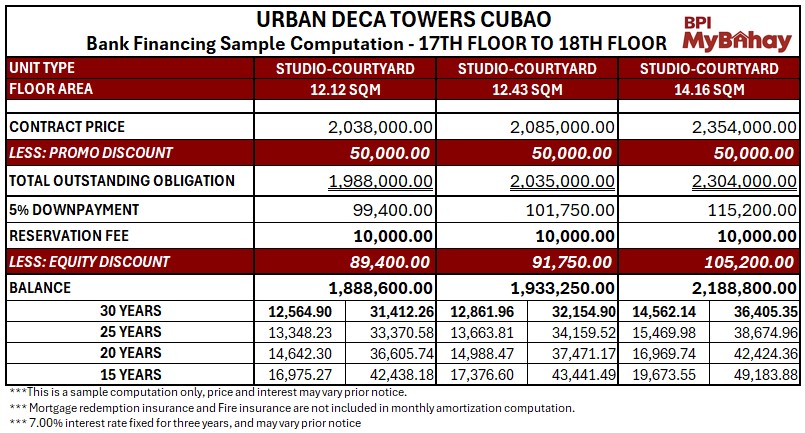 URBAN DECA TOWERS CUBAO
Bank Financing Sample Computation - 17TH FLOOR TO 18TH FLOOR
BPI
MyBahay
UNIT TYPE STUDIO-COURTYARD STUDIO-COURTYARD STUDIO-COURTYARD
FLOOR AREA 12.12 SQM 12.43 SQM 14.16 SQM
CONTRACT PRICE 2,038,000.00 2,085,000.00 2,354,000.00
LESS: PROMO DISCOUNT 50,000.00 50,000.00 50,000.00
TOTAL OUTSTANDING OBLIGATION 1,988,000.00 2,035,000.00 2,304,000.00
5% DOWNPAYMENT 99,400.00 101,750.00 115,200.00
RESERVATION FEE 10,000.00 10,000.00 10,000.00
LESS: EQUITY DISCOUNT 89,400.00 91,750.00 105,200.00
BALANCE 1,888,600.00 1,933,250.00 2,188,800.00
30 YEARS 12,564.90 31,412.26 12,861.96 32,154.90 14,562.14 36,405.35
25 YEARS 13,348.23 33,370.58 13,663.81 34,159.52 15,469.98 38,674.96
20 YEARS 14,642.30 36,605.74 14,988.47 37,471.17 16,969.74 42,424.36
15 YEARS 16,975.27 42,438.18 17,376.60 43,441.49 19,673.55 49,183.88
***This is a sample computation only, price and interest may vary prior notice.
*** Mortgage redemption insurance and Fire insurance are not included in monthly amortization computation.
*** 7.00% interest rate fixed for three years, and may vary prior notice